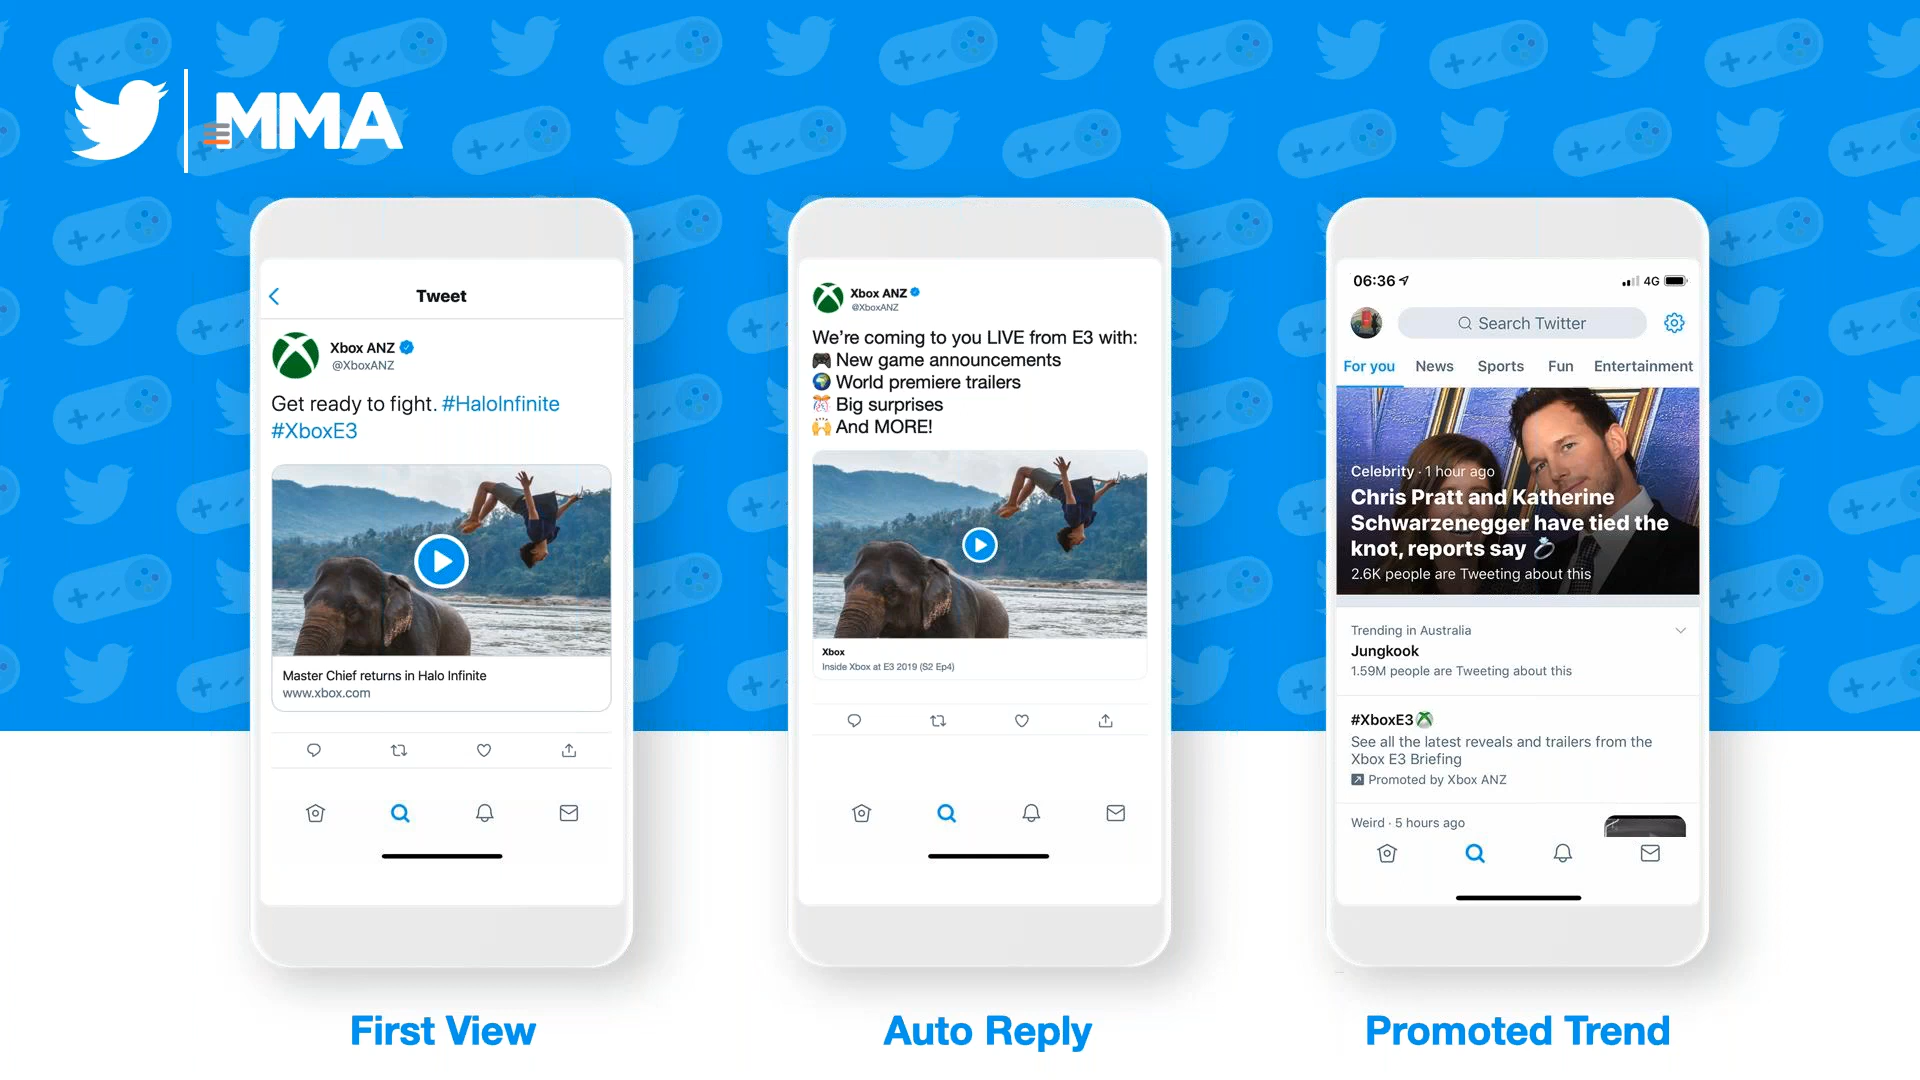 MMA
Tweet
Xbox ANZ
@XboxANZ
Get ready to fight. #HaloInfinite
#XboxE3
Master Chief returns in Halo Infinite
www.xbox.com
First View
Xbox ANZ
@XboxANZ
We're coming to you LIVE from E3 with:
🎮 New game announcements
🌍 World premiere trailers
🎊 Big surprises
🙌 And MORE!
Xbox
Inside Xbox at E3 2019 (S2 Ep4)
Auto Reply
06:36
4G
Search Twitter
For you News Sports Fun Entertainment
Celebrity · 1 hour ago
Chris Pratt and Katherine
Schwarzenegger have tied the
knot, reports say 💍
2.6K people are Tweeting about this
Trending in Australia
Jungkook
1.59M people are Tweeting about this
#XboxE3
See all the latest reveals and trailers from the
Xbox E3 Briefing
Promoted by Xbox ANZ
Weird · 5 hours ago
Promoted Trend